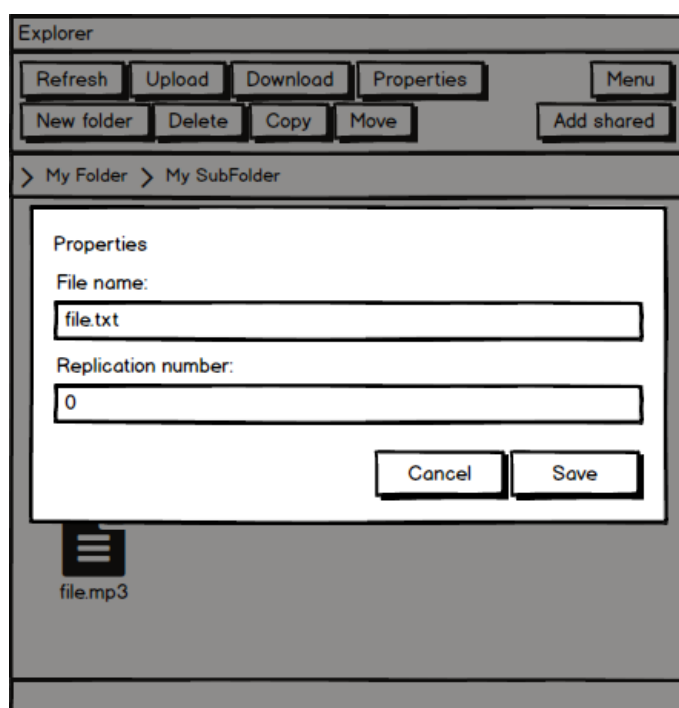 Explorer
Refresh Upload Download Properties Menu
New folder Delete Copy Move Add shared
My Folder My SubFolder
Properties
File name:
file.txt
Replication number:
0
Cancel Save
file.mp3